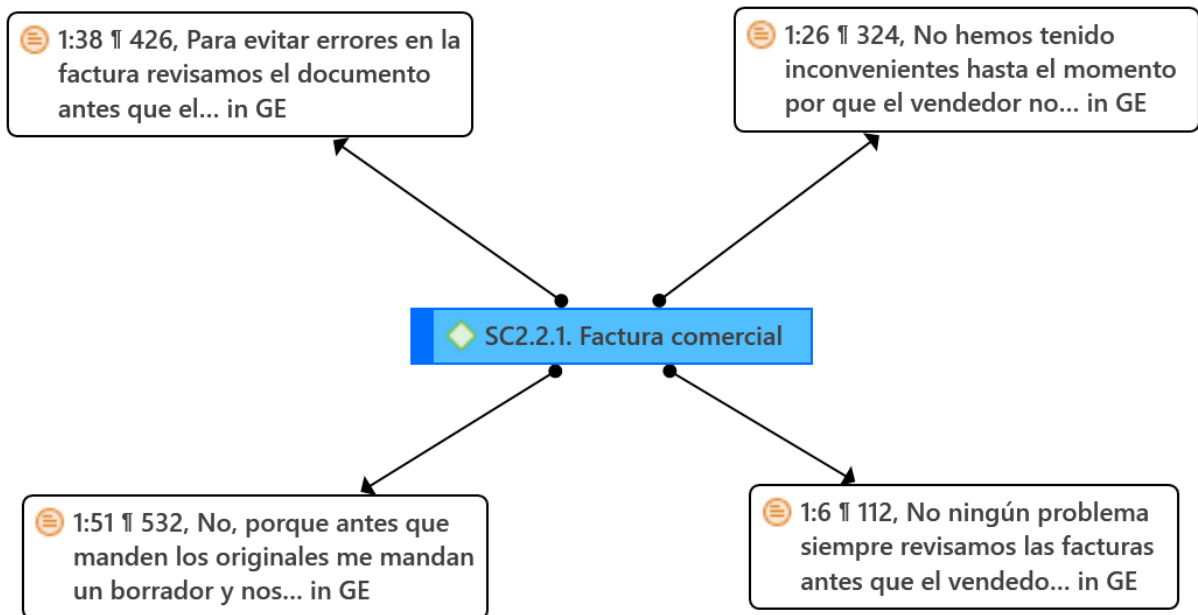 1:38 ¶ 426, Para evitar errores en la
factura revisamos el documento
antes que el... in GE
1:26 ¶ 324, No hemos tenido
inconvenientes hasta el momento
por que el vendedor no... in GE
SC2.2.1. Factura comercial
1:51 ¶ 532, No, porque antes que
manden los originales me mandan
un borrador y nos... in GE
1:6 ¶ 112, No ningún problema
siempre revisamos las facturas
antes que el vendedo... in GE